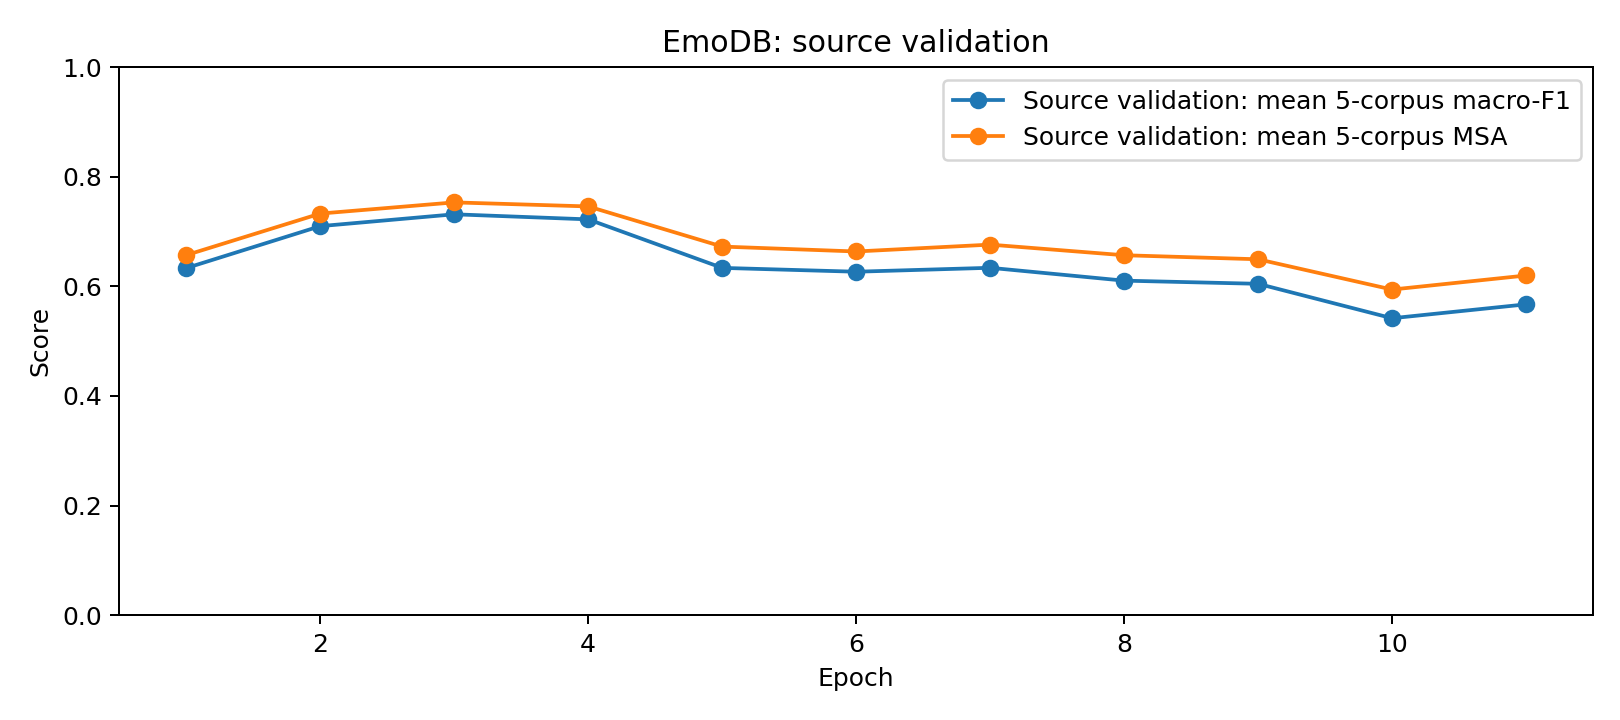 EmoDB: source validation
1.0
0.8
0.6
0.4
0.2
0.0
Score
Source validation: mean 5-corpus macro-F1
Source validation: mean 5-corpus MSA
2
4
6
8
10
Epoch